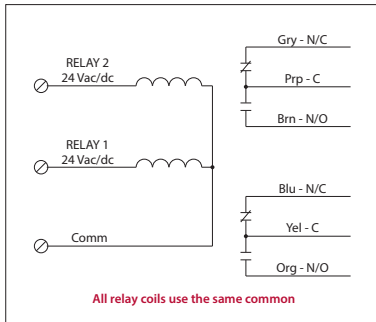 RELAY 2
24 Vac/dc
RELAY 1
24 Vac/dc
Comm
Gry - N/C
Prp - C
Brn - N/O
Blu - N/C
Yel - C
Org - N/O
All relay coils use the same common